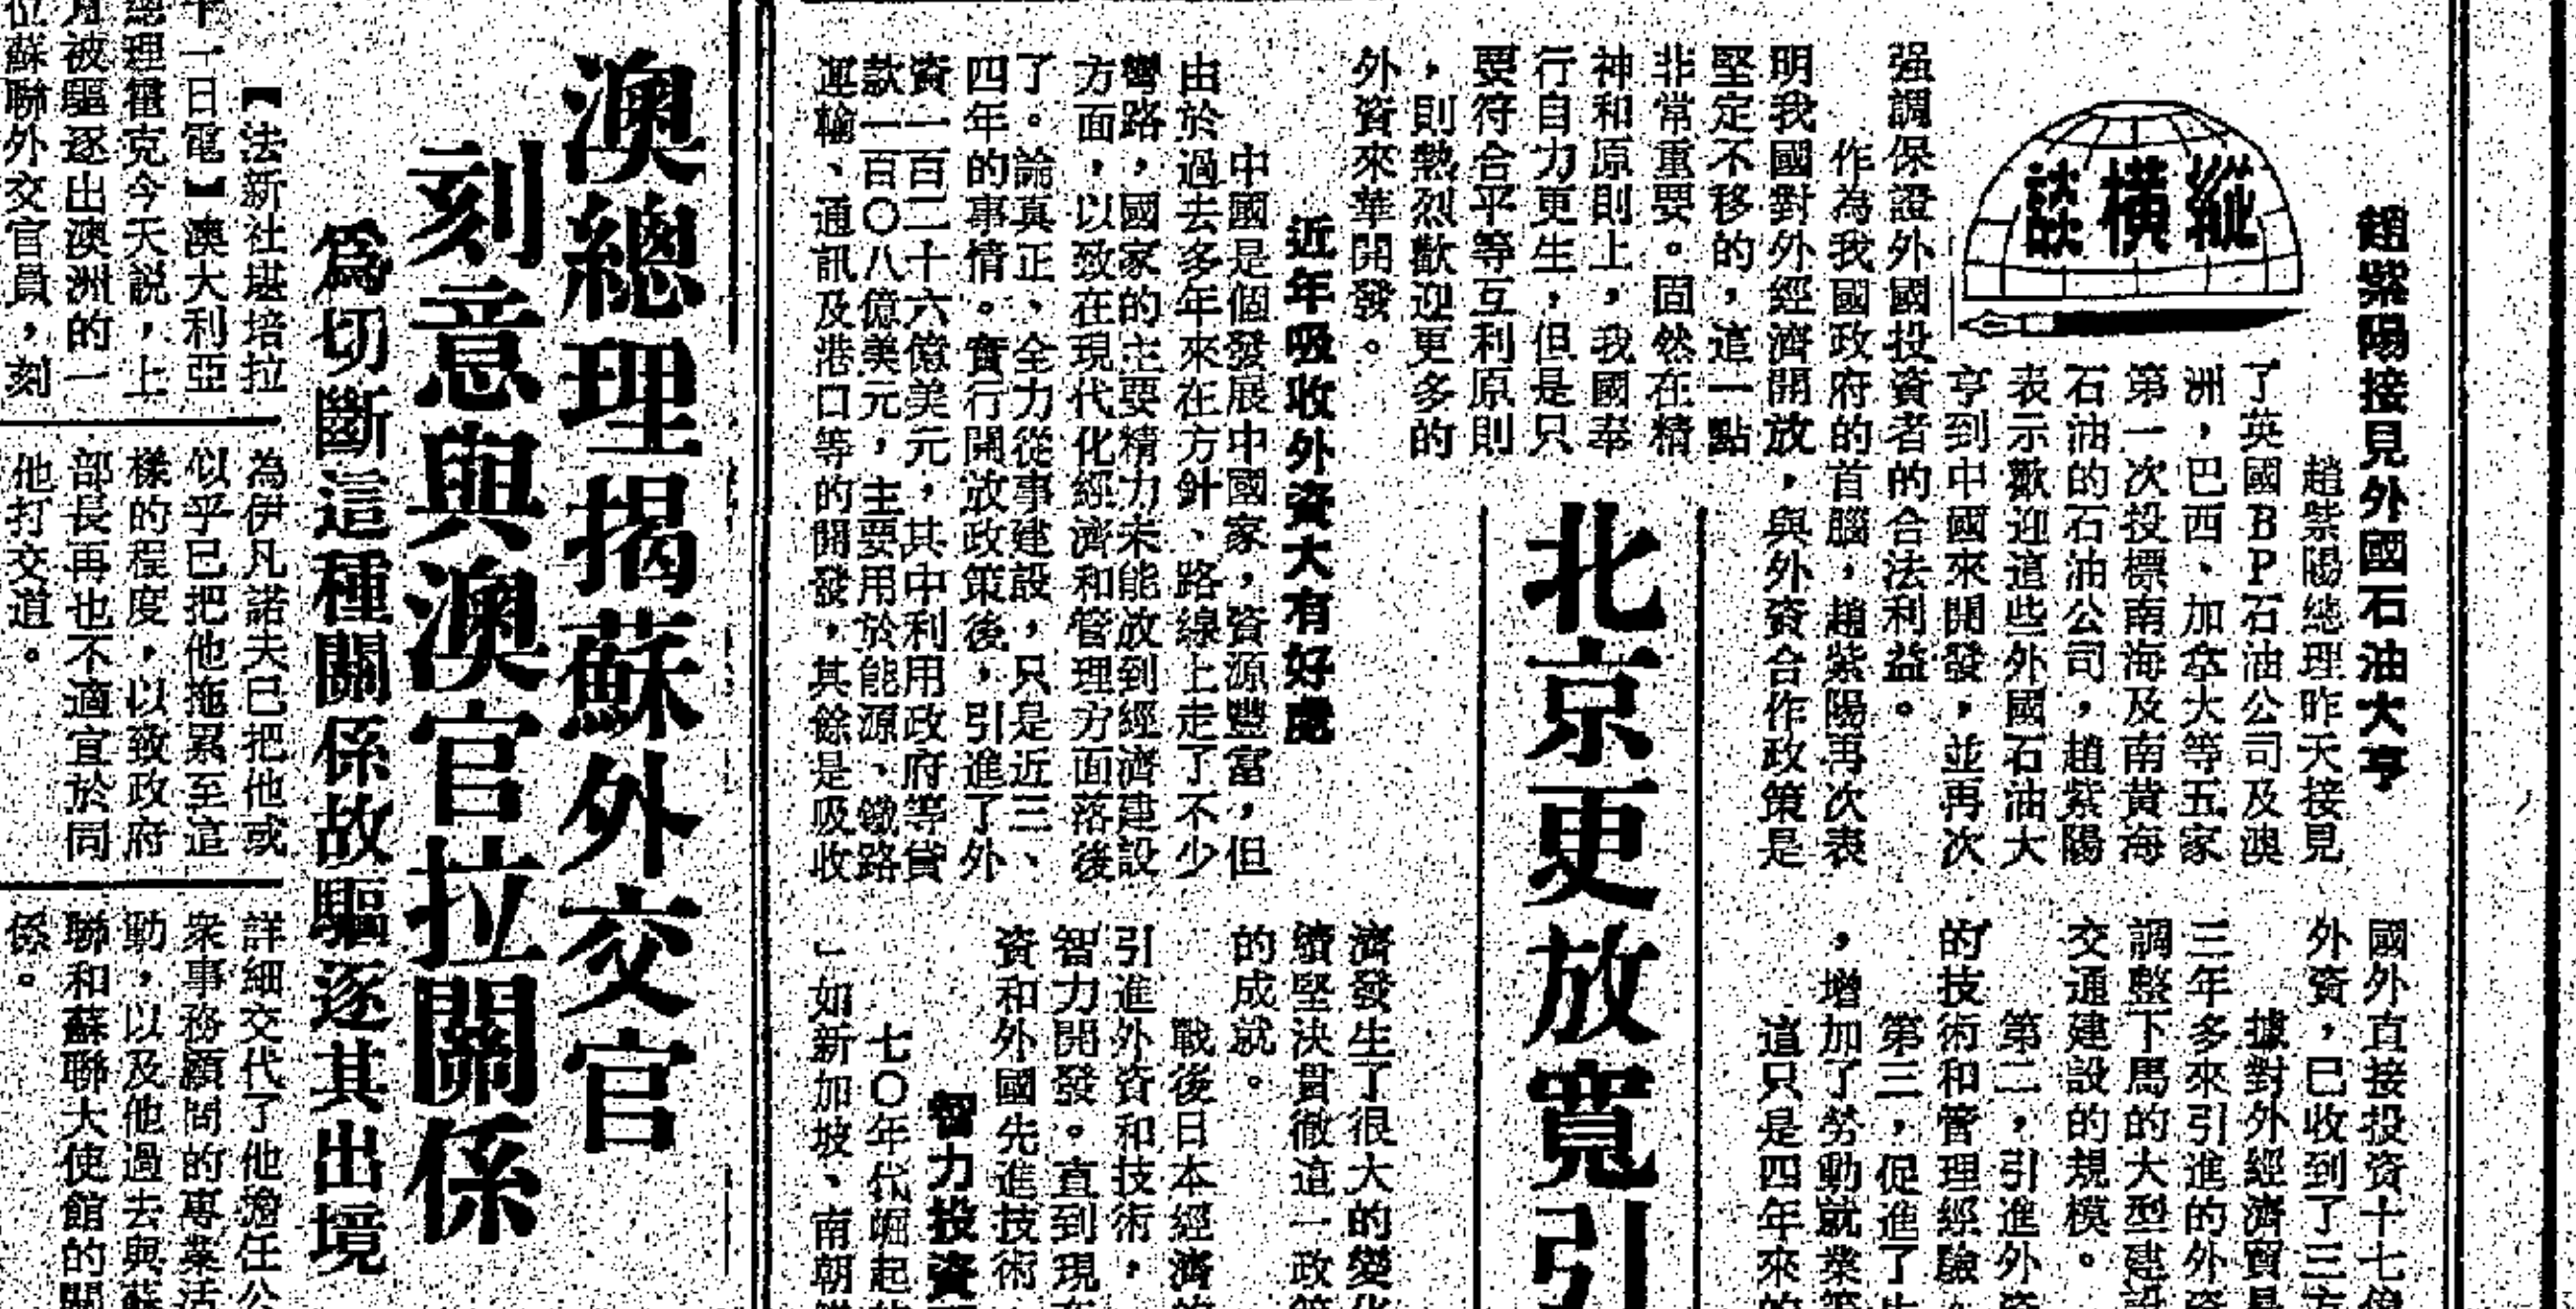 趙紫陽接見外國石油大亨
縱橫談
趙紫陽總理昨天接見
了英國BP石油公司及澳
洲，巴西、加拿大等五家
第一次投標南海及南黃海
石油的石油公司，趙紫陽
表示歡迎這些外國石油大
亨到中國來開發，並再次
强調保證外國投資者的合法利益。
作為我國政府的首腦，趙紫陽再次表
明我國對外經濟開放，與外資合作政策是
堅定不移的，這一點
非常重要。固然在精
神和原則上，我國奉
行自力更生，但是只
要符合平等互利原則
，則熱烈歡迎更多的
外資來華開發。
北京更放寬引
近年吸收外資大有好處
中國是個發展中國家，資源豐富，但
由於過去多年來在方針、路線上走了不少
彎路，國家的主要精力未能放到經濟建設
方面，以致在現代化經濟和管理方面落後
了。論真正、全力從事建設，只是近三、
四年的事情。實行開放政策後，引進了外
資一百二十六億美元，其中利用政府等貸
款一百〇八億美元，主要用於能源、鐵路
運輸、通訊及港口等的開發，其餘是吸收
國外直接投資十七億
外資，已收到了三方
據對外經濟貿易
三年多來引進的外資
調整下馬的大型建設
交通建設的規模。
第二，引進外資
的技術和管理經驗
第三，促進了生
，增加了勞動就業
這只是四年來的
濟發生了很大的變化
續堅決貫徹這一政策
的成就。
戰後日本經濟的
引進外資和技術，
智力開發。直到現在
資和外國先進技術
智力投資
七〇年代崛起的
」如新加坡、南朝鮮
澳總理揭蘇外交官
刻意與澳官拉關係
為切斷這種關係故驅逐其出境
【法新社堪培拉
十一日電】澳大利亞
總理霍克今天説，上
月被驅逐出澳洲的一
位蘇聯外交官員，刻
為伊凡諾夫已把他或
似乎已把他拖累至這
樣的程度，以致政府
部長再也不適宜於同
他打交道。
詳細交代了他擔任公
衆事務顧問的專業活
動，以及他過去與蘇
聯和蘇聯大使館的關
係。